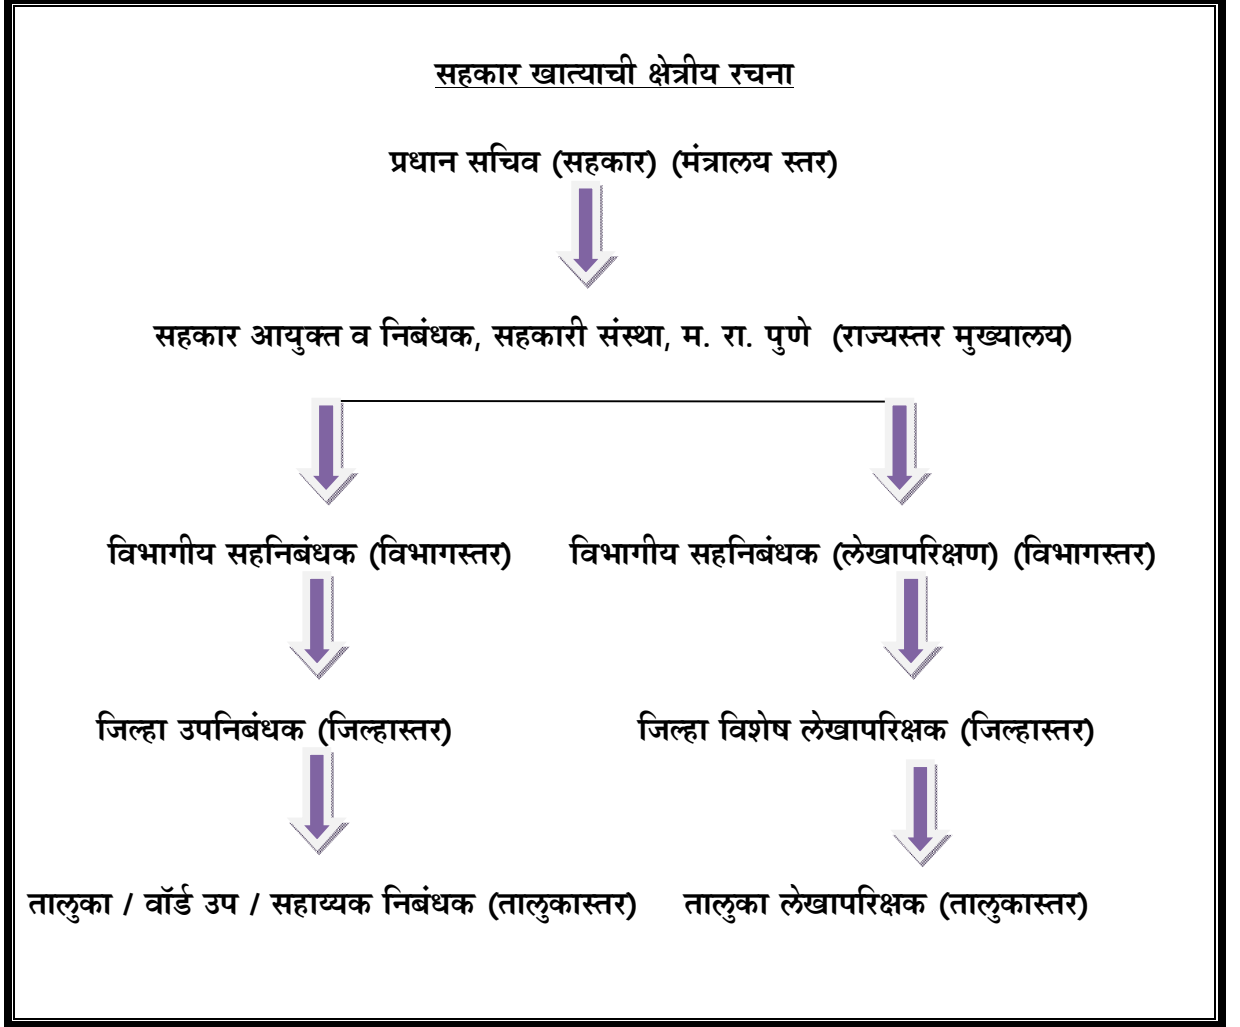 सहकार खात्याची क्षेत्रीय रचना
प्रधान सचिव (सहकार) (मंत्रालय स्तर)
सहकार आयुक्त व निबंधक, सहकारी संस्था, म. रा. पुणे (राज्यस्तर मुख्यालय)
विभागीय सहनिबंधक (विभागस्तर) विभागीय सहनिबंधक (लेखापरिक्षण) (विभागस्तर)
जिल्हा उपनिबंधक (जिल्हास्तर) जिल्हा विशेष लेखापरिक्षक (जिल्हास्तर)
तालुका / वॉर्ड उप / सहाय्यक निबंधक (तालुकास्तर) तालुका लेखापरिक्षक (तालुकास्तर)